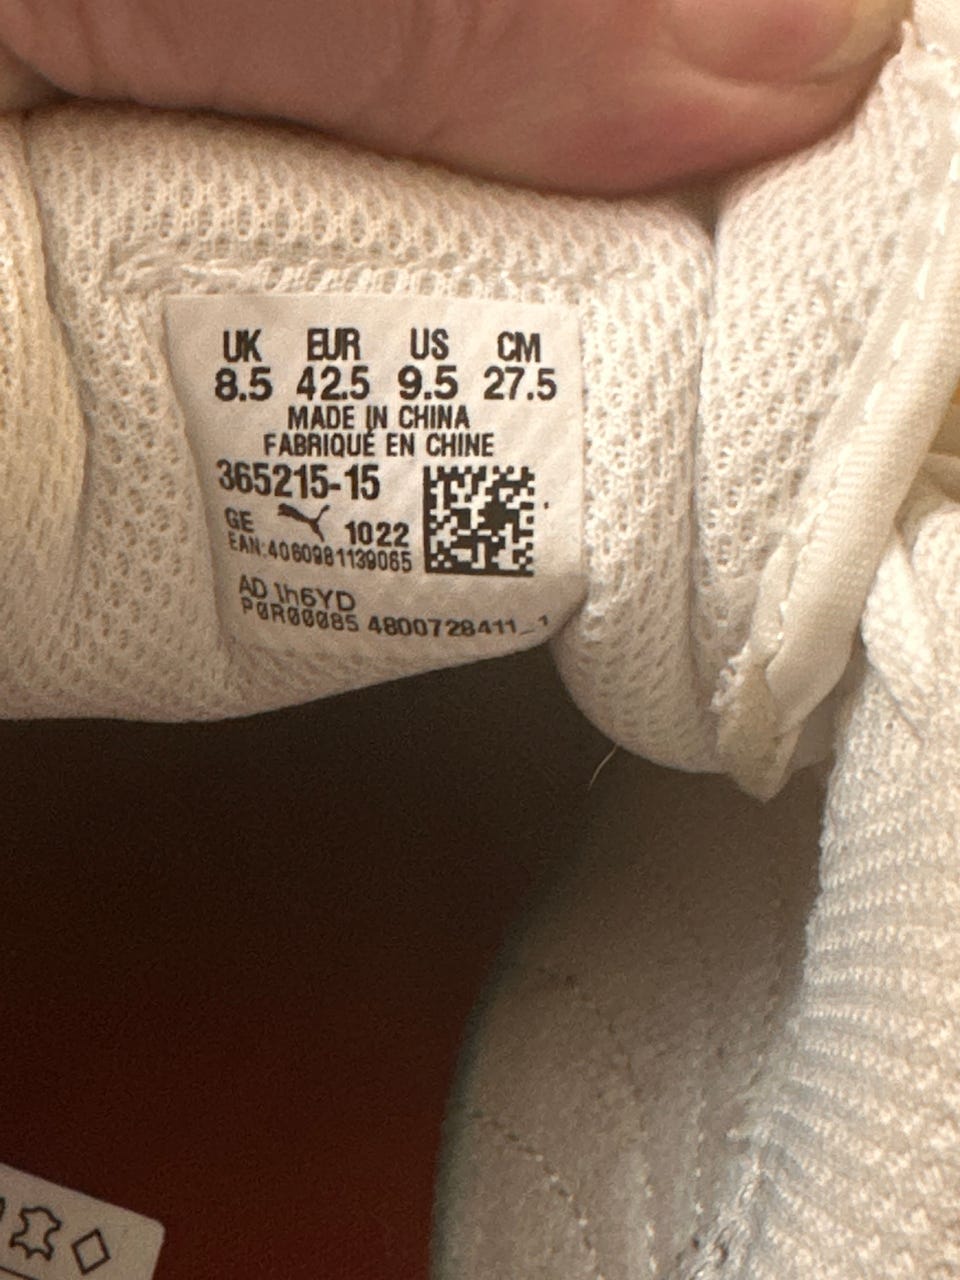 UK EUR US CM
8.5 42.5 9.5 27.5
MADE IN CHINA
FABRIQUÉ EN CHINE
365215-15
GE 1022
EAN:4060981139065
AD 1h6YD
P0R00085 4800728411_1